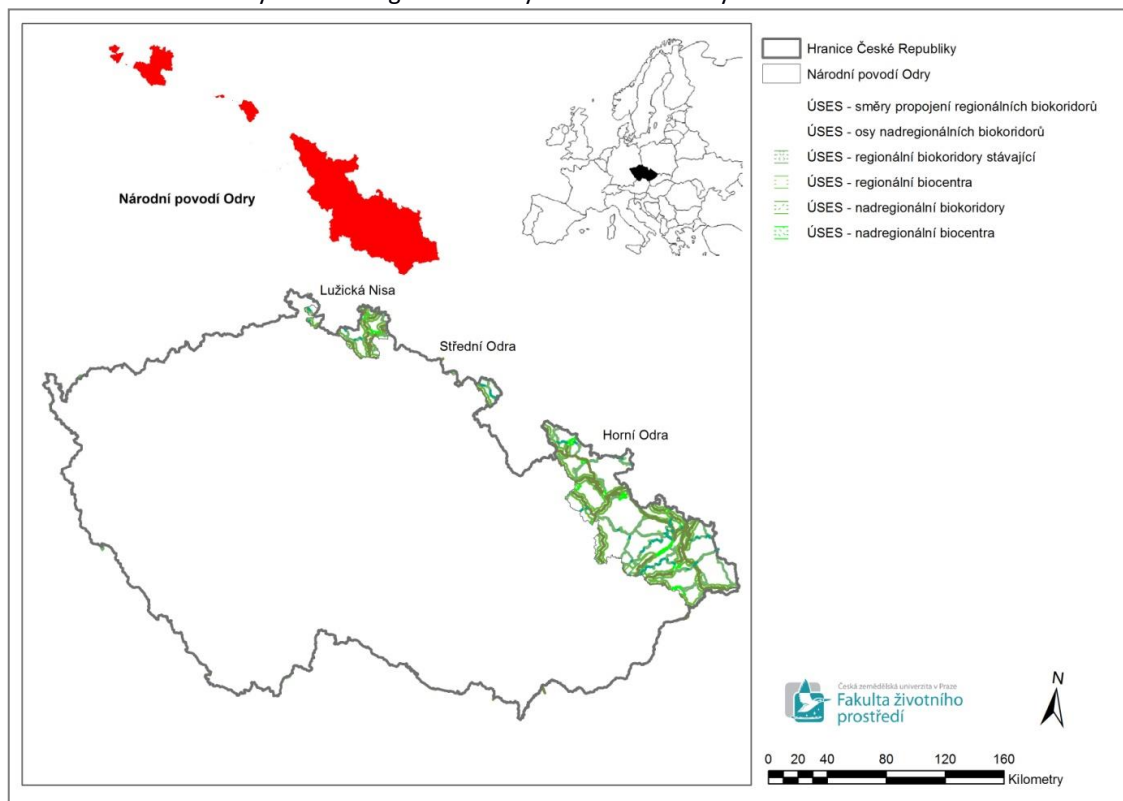 Hranice České Republiky
Národní povodí Odry
ÚSES - směry propojení regionálních biokoridorů
ÚSES - osy nadregionálních biokoridorů
ÚSES - regionální biokoridory stávající
ÚSES - regionální biocentra
ÚSES - nadregionální biokoridory
ÚSES - nadregionální biocentra
Národní povodí Odry
Lužická Nisa
Střední Odra
Horní Odra
Česká zemědělská univerzita v Praze
Fakulta životního
prostředí
N
0 20 40 80 120 160
Kilometry